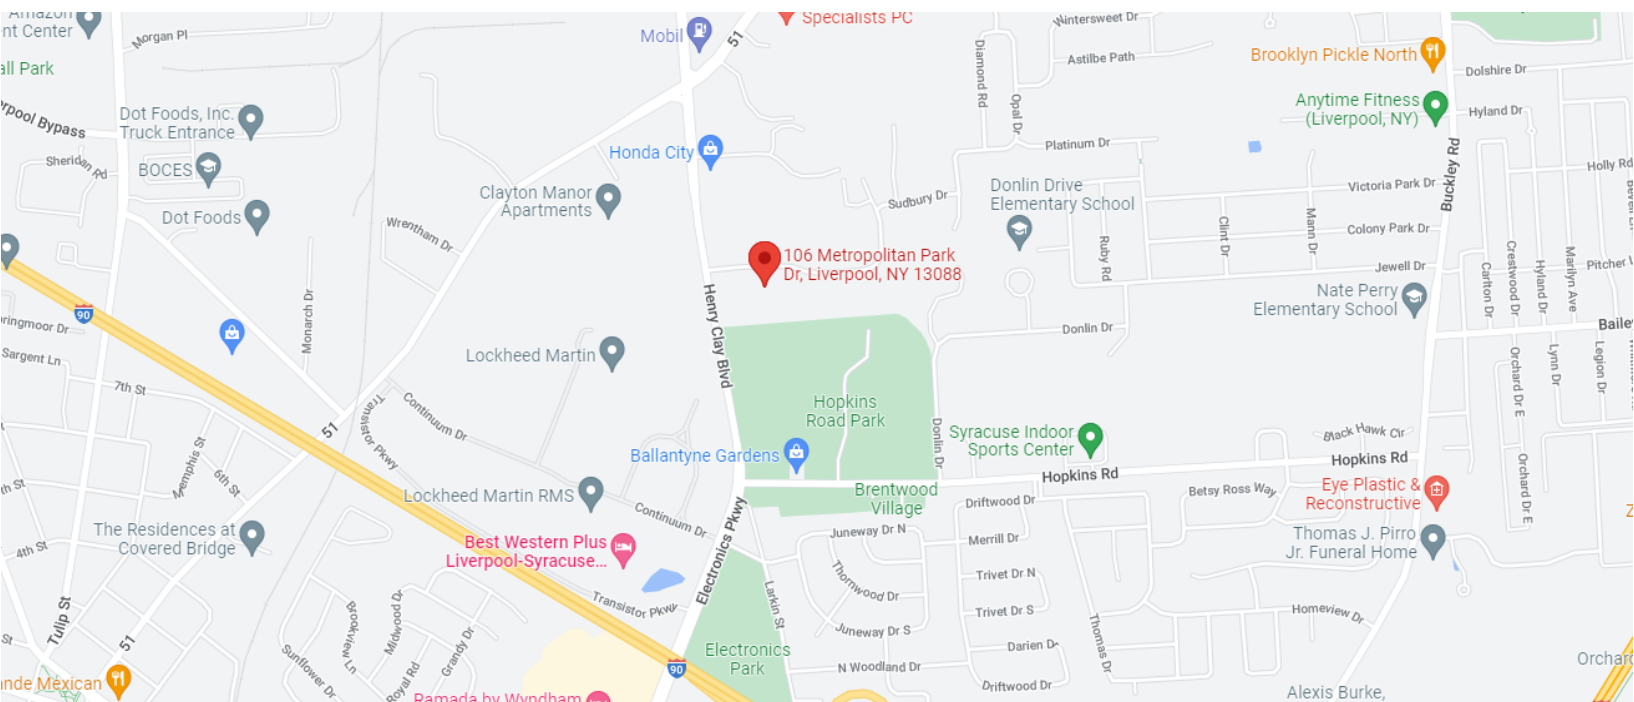 Amazon
nt Center
Morgan Pl
all Park
Mobil
51
Specialists PC
Wintersweet Dr
Astilbe Path
Diamond Rd
Opal Dr
Brooklyn Pickle North
Dolshire Dr
Anytime Fitness
(Liverpool, NY)
Hyland Dr
rpool Bypass
Dot Foods, Inc.
Truck Entrance
Sheridan Rd
BOCES
Honda City
Platinum Dr
Buckley Rd
Holly Rd
Clayton Manor
Apartments
Sudbury Dr
Donlin Drive
Elementary School
Victoria Park Dr
Dot Foods
Wrentham Dr
Colony Park Dr
Clint Dr
Mann Dr
Ruby Rd
106 Metropolitan Park
Dr, Liverpool, NY 13088
Jewell Dr
Carlton Dr
Crestwood Dr
Hyland Dr
Marilyn Ave
Pitcher L
90
Nate Perry
Elementary School
Henry Clay Blvd
Monarch Dr
ringmoor Dr
Sargent Ln
Donlin Dr
Bailey
Lockheed Martin
7th St
Orchard Dr E
Lynn Dr
Legion Dr
Hopkins
Road Park
Continuum Dr
Transistor Pkwy
51
Donlin Dr
Syracuse Indoor
Sports Center
Black Hawk Cir
Memphis St
6th St
th St
Ballantyne Gardens
Hopkins Rd
Hopkins Rd
Orchard Dr E
Lockheed Martin RMS
Brentwood
Village
Driftwood Dr
Betsy Ross Way
Eye Plastic &
Reconstructive
Continuum Dr
Electronics Pkwy
The Residences at
Covered Bridge
4th St
Juneway Dr N
Merrill Dr
Thomas J. Pirro
Jr. Funeral Home
Best Western Plus
Liverpool-Syracuse...
Thornwood Dr
Trivet Dr N
Transistor Pkwy
Larkin St
Trivet Dr S
Homeview Dr
Tulip St
51
Brookview Ln
Midwood Dr
Grandy Dr
Royal Rd
Sunflower Dr
Juneway Dr S
Thomas Dr
Darien Dr
Electronics
Park
90
N Woodland Dr
Driftwood Dr
Orchard
nde Mexican
Ramada by Wyndham
Alexis Burke,